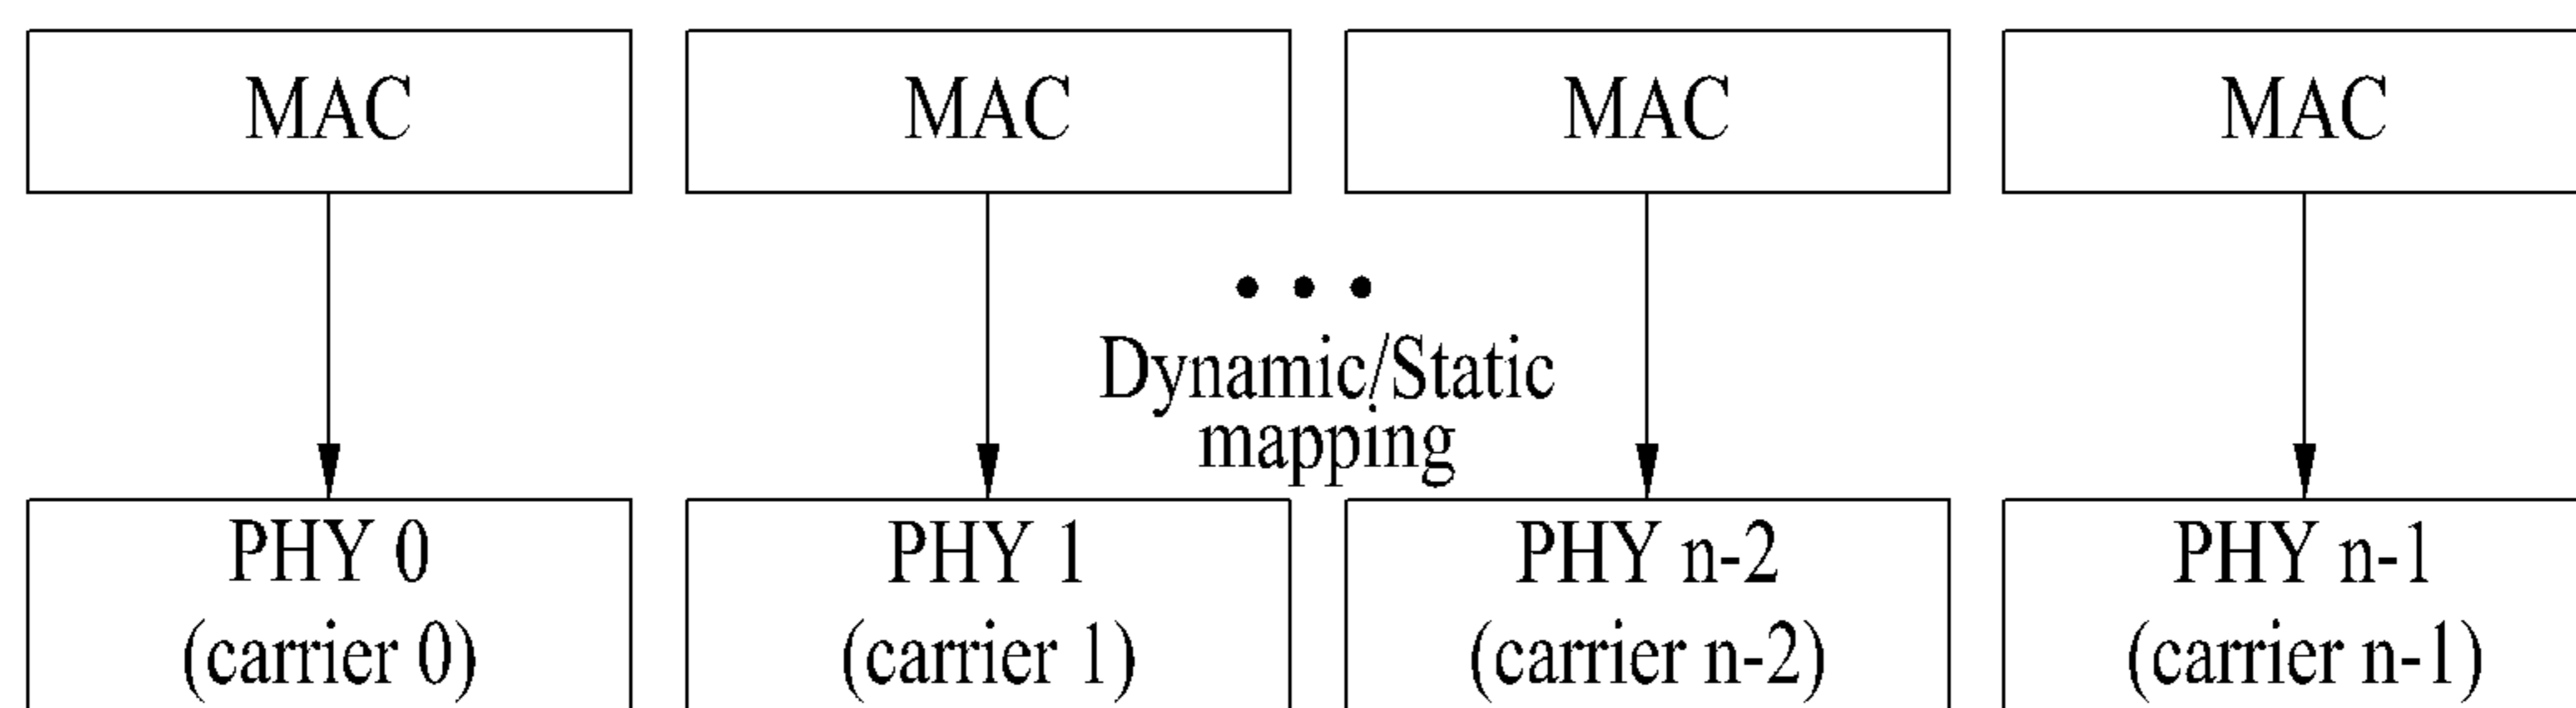 MAC MAC MAC MAC
• • •
Dynamic/Static
mapping
PHY 0 PHY 1 PHY n-2 PHY n-1
(carrier 0) (carrier 1) (carrier n-2) (carrier n-1)